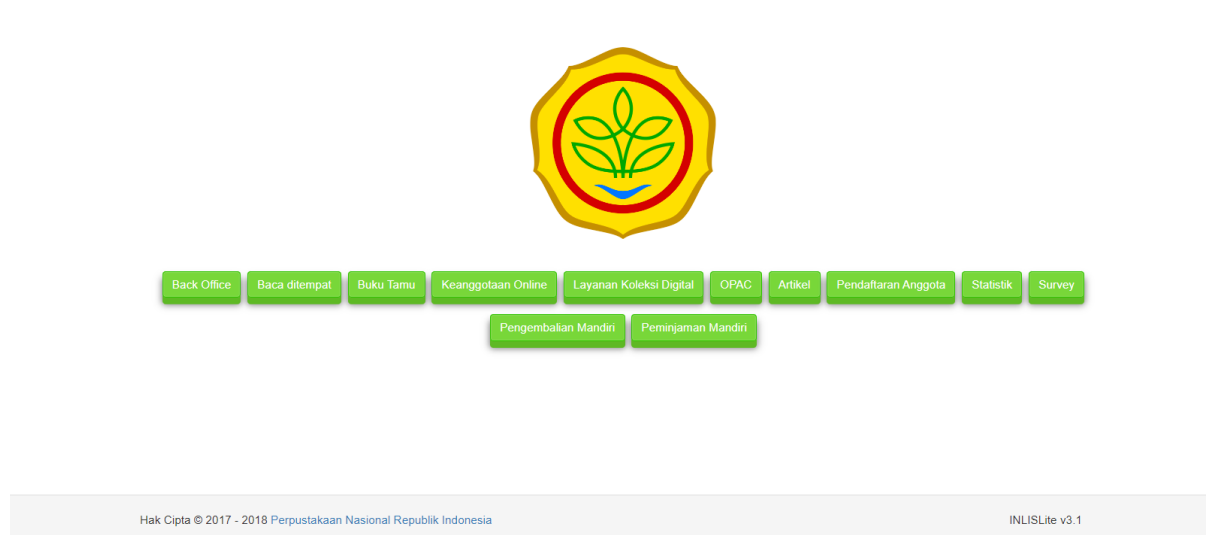 Back Office Baca ditempat Buku Tamu Keanggotaan Online Layanan Koleksi Digital OPAC Artikel Pendaftaran Anggota Statistik Survey
Pengembalian Mandiri Peminjaman Mandiri
Hak Cipta © 2017 - 2018 Perpustakaan Nasional Republik Indonesia INLISLite v3.1